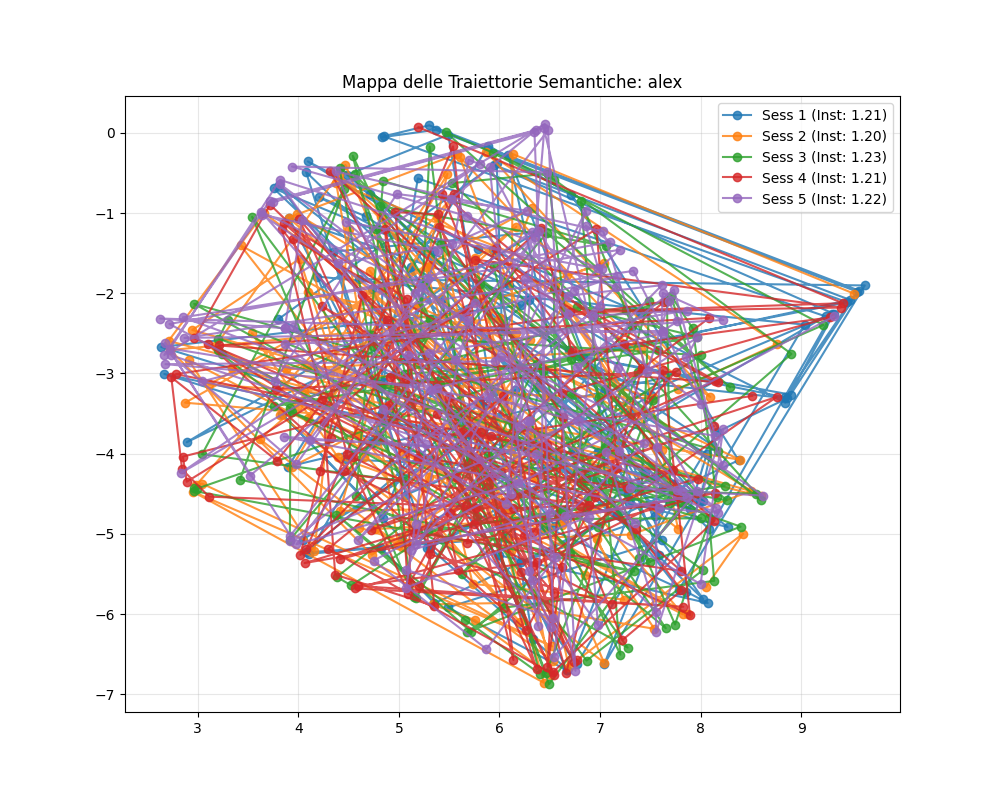 Mappa delle Traiettorie Semantiche: alex
Sess 1 (Inst: 1.21)
Sess 2 (Inst: 1.20)
Sess 3 (Inst: 1.23)
Sess 4 (Inst: 1.21)
Sess 5 (Inst: 1.22)
0
−1
−2
−3
−4
−5
−6
−7
3 4 5 6 7 8 9